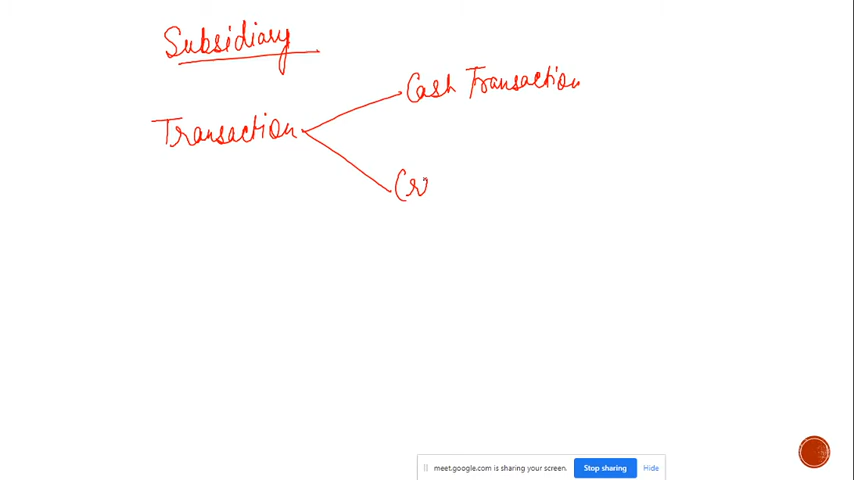 Subsidiary
Cash Transaction
Transaction
Cr
meet.google.com is sharing your screen.
Stop sharing
Hide